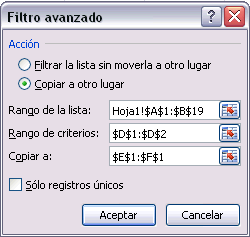 Filtro avanzado
Acción
Filtrar la lista sin moverla a otro lugar
Copiar a otro lugar
Rango de la lista: Hoja1!$A$1:$B$19
Rango de criterios: $D$1:$D$2
Copiar a: $E$1:$F$1
Sólo registros únicos
Aceptar Cancelar